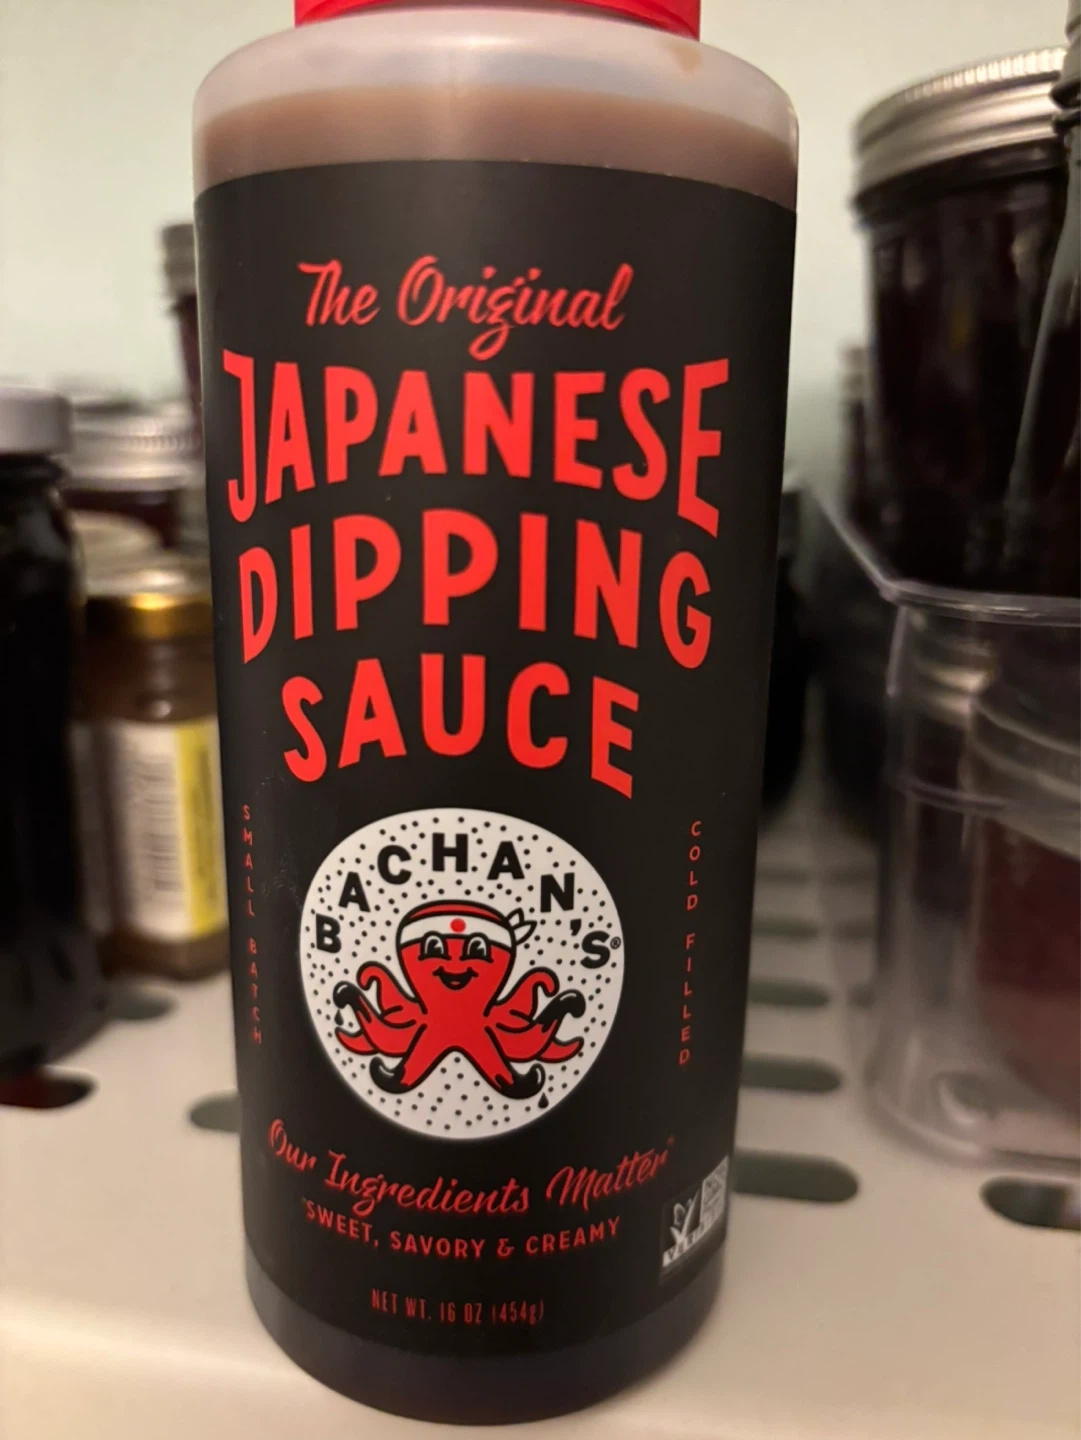 The Original
JAPANESE
DIPPING
SAUCE
SMALL BATCH
COLD FILLED
BACHAN'S®
Our Ingredients Matter™
SWEET, SAVORY & CREAMY
NET WT. 16 OZ (454g)